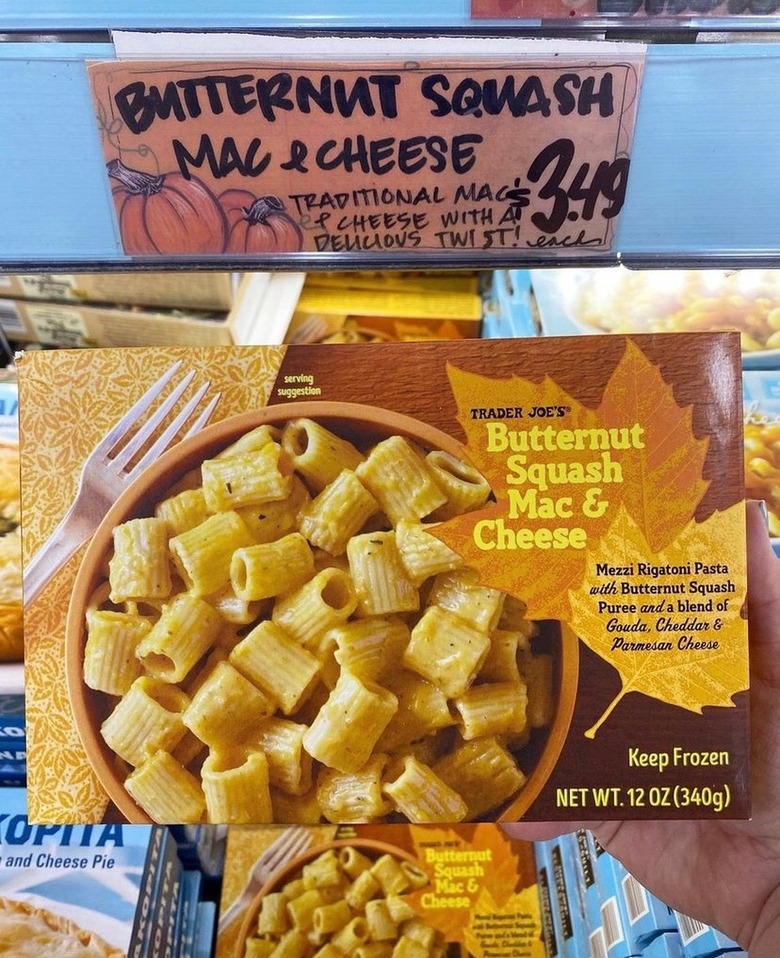 BUTTERNUT SQUASH
MAC & CHEESE
TRADITIONAL MAC
& CHEESE WITH A
DELICIOUS TWIST!
$3.49
each
serving
suggestion
TRADER JOE'S®
Butternut
Squash
Mac &
Cheese
Mezzi Rigatoni Pasta
with Butternut Squash
Puree and a blend of
Gouda, Cheddar &
Parmesan Cheese
Keep Frozen
NET WT. 12 OZ (340g)
KOPITA
and Cheese Pie
KOPITA
KOPITA
Butternut
Squash
Mac &
Cheese